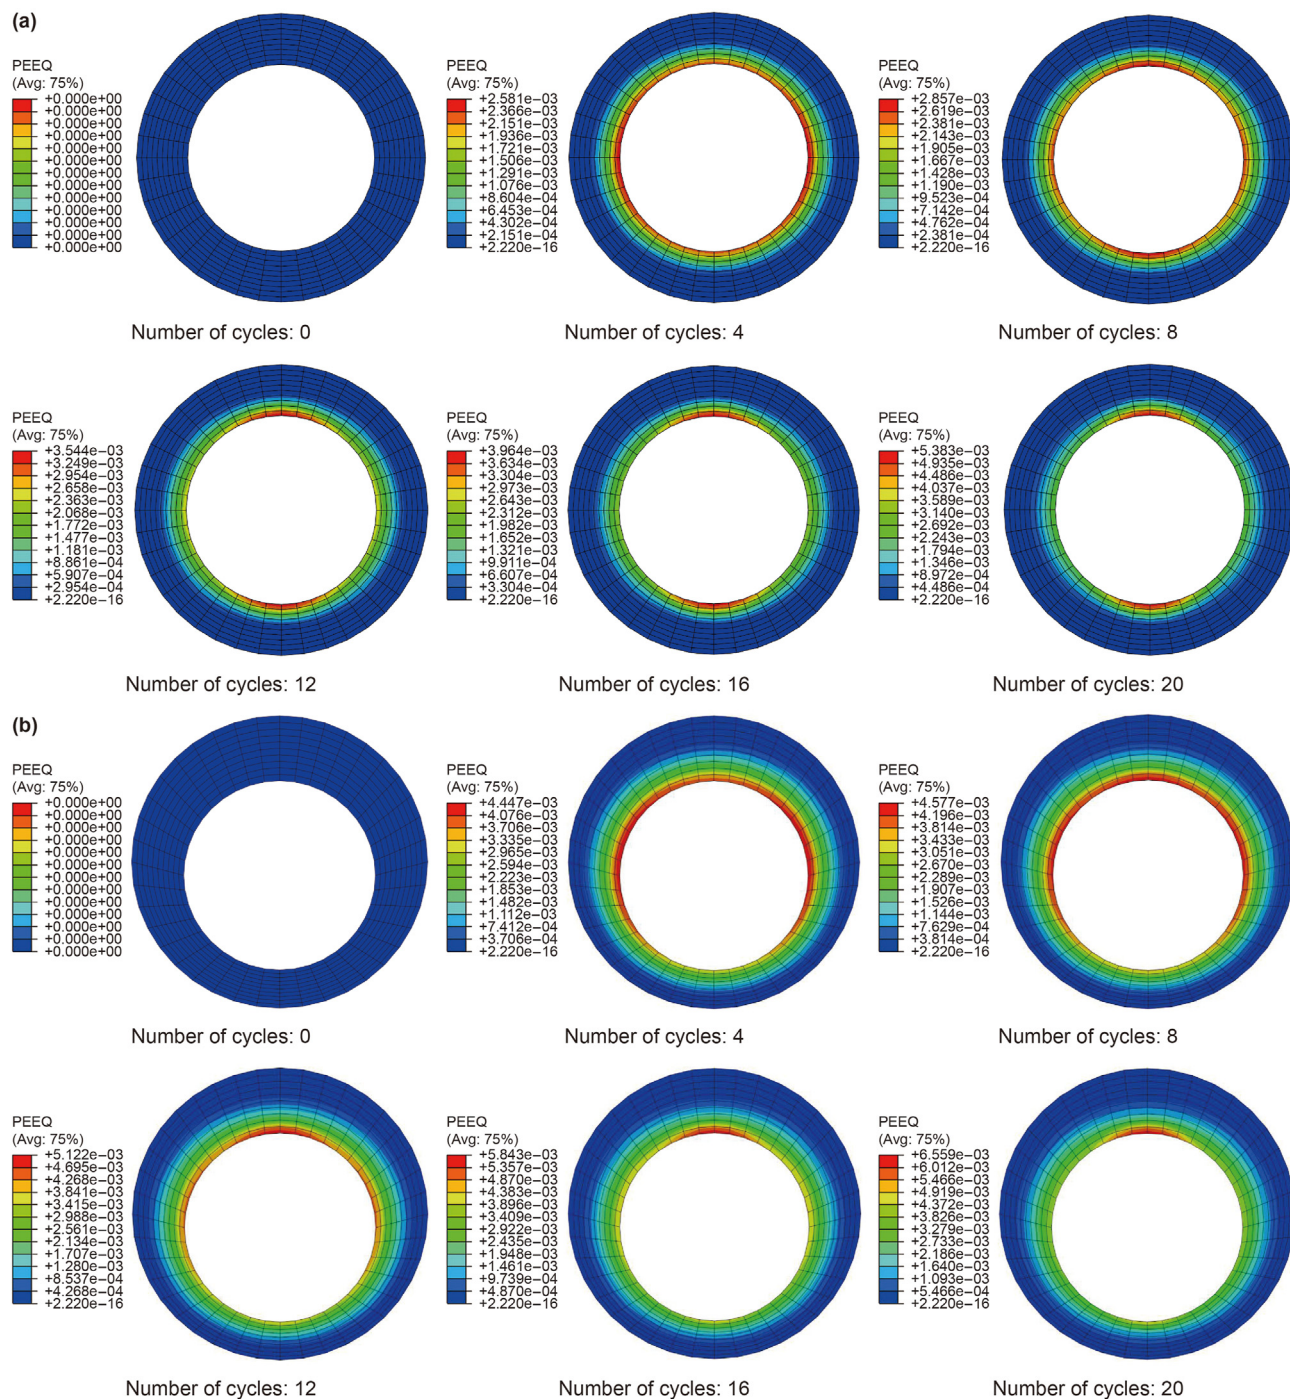 (a)
PEEQ
(Avg: 75%)
+0.000e+00
+0.000e+00
+0.000e+00
+0.000e+00
+0.000e+00
+0.000e+00
+0.000e+00
+0.000e+00
+0.000e+00
+0.000e+00
+0.000e+00
+0.000e+00
+0.000e+00
Number of cycles: 0
PEEQ
(Avg: 75%)
+2.581e−03
+2.366e−03
+2.151e−03
+1.936e−03
+1.721e−03
+1.506e−03
+1.291e−03
+1.076e−03
+8.604e−04
+6.453e−04
+4.302e−04
+2.151e−04
+2.220e−16
Number of cycles: 4
PEEQ
(Avg: 75%)
+2.857e−03
+2.619e−03
+2.381e−03
+2.143e−03
+1.905e−03
+1.667e−03
+1.428e−03
+1.190e−03
+9.523e−04
+7.142e−04
+4.762e−04
+2.381e−04
+2.220e−16
Number of cycles: 8
PEEQ
(Avg: 75%)
+3.544e−03
+3.249e−03
+2.954e−03
+2.658e−03
+2.363e−03
+2.068e−03
+1.772e−03
+1.477e−03
+1.181e−03
+8.861e−04
+5.907e−04
+2.954e−04
+2.220e−16
Number of cycles: 12
PEEQ
(Avg: 75%)
+3.964e−03
+3.634e−03
+3.304e−03
+2.973e−03
+2.643e−03
+2.312e−03
+1.982e−03
+1.652e−03
+1.321e−03
+9.911e−04
+6.607e−04
+3.304e−04
+2.220e−16
Number of cycles: 16
PEEQ
(Avg: 75%)
+5.383e−03
+4.935e−03
+4.486e−03
+4.037e−03
+3.589e−03
+3.140e−03
+2.692e−03
+2.243e−03
+1.794e−03
+1.346e−03
+8.972e−04
+4.486e−04
+2.220e−16
Number of cycles: 20
(b)
PEEQ
(Avg: 75%)
+0.000e+00
+0.000e+00
+0.000e+00
+0.000e+00
+0.000e+00
+0.000e+00
+0.000e+00
+0.000e+00
+0.000e+00
+0.000e+00
+0.000e+00
+0.000e+00
+0.000e+00
Number of cycles: 0
PEEQ
(Avg: 75%)
+4.447e−03
+4.076e−03
+3.706e−03
+3.335e−03
+2.965e−03
+2.594e−03
+2.223e−03
+1.853e−03
+1.482e−03
+1.112e−03
+7.412e−04
+3.706e−04
+2.220e−16
Number of cycles: 4
PEEQ
(Avg: 75%)
+4.577e−03
+4.196e−03
+3.814e−03
+3.433e−03
+3.051e−03
+2.670e−03
+2.289e−03
+1.907e−03
+1.526e−03
+1.144e−03
+7.629e−04
+3.814e−04
+2.220e−16
Number of cycles: 8
PEEQ
(Avg: 75%)
+5.122e−03
+4.695e−03
+4.268e−03
+3.841e−03
+3.415e−03
+2.988e−03
+2.561e−03
+2.134e−03
+1.707e−03
+1.280e−03
+8.537e−04
+4.268e−04
+2.220e−16
Number of cycles: 12
PEEQ
(Avg: 75%)
+5.843e−03
+5.357e−03
+4.870e−03
+4.383e−03
+3.896e−03
+3.409e−03
+2.922e−03
+2.435e−03
+1.948e−03
+1.461e−03
+9.739e−04
+4.870e−04
+2.220e−16
Number of cycles: 16
PEEQ
(Avg: 75%)
+6.559e−03
+6.012e−03
+5.466e−03
+4.919e−03
+4.372e−03
+3.826e−03
+3.279e−03
+2.733e−03
+2.186e−03
+1.640e−03
+1.093e−03
+5.466e−04
+2.220e−16
Number of cycles: 20